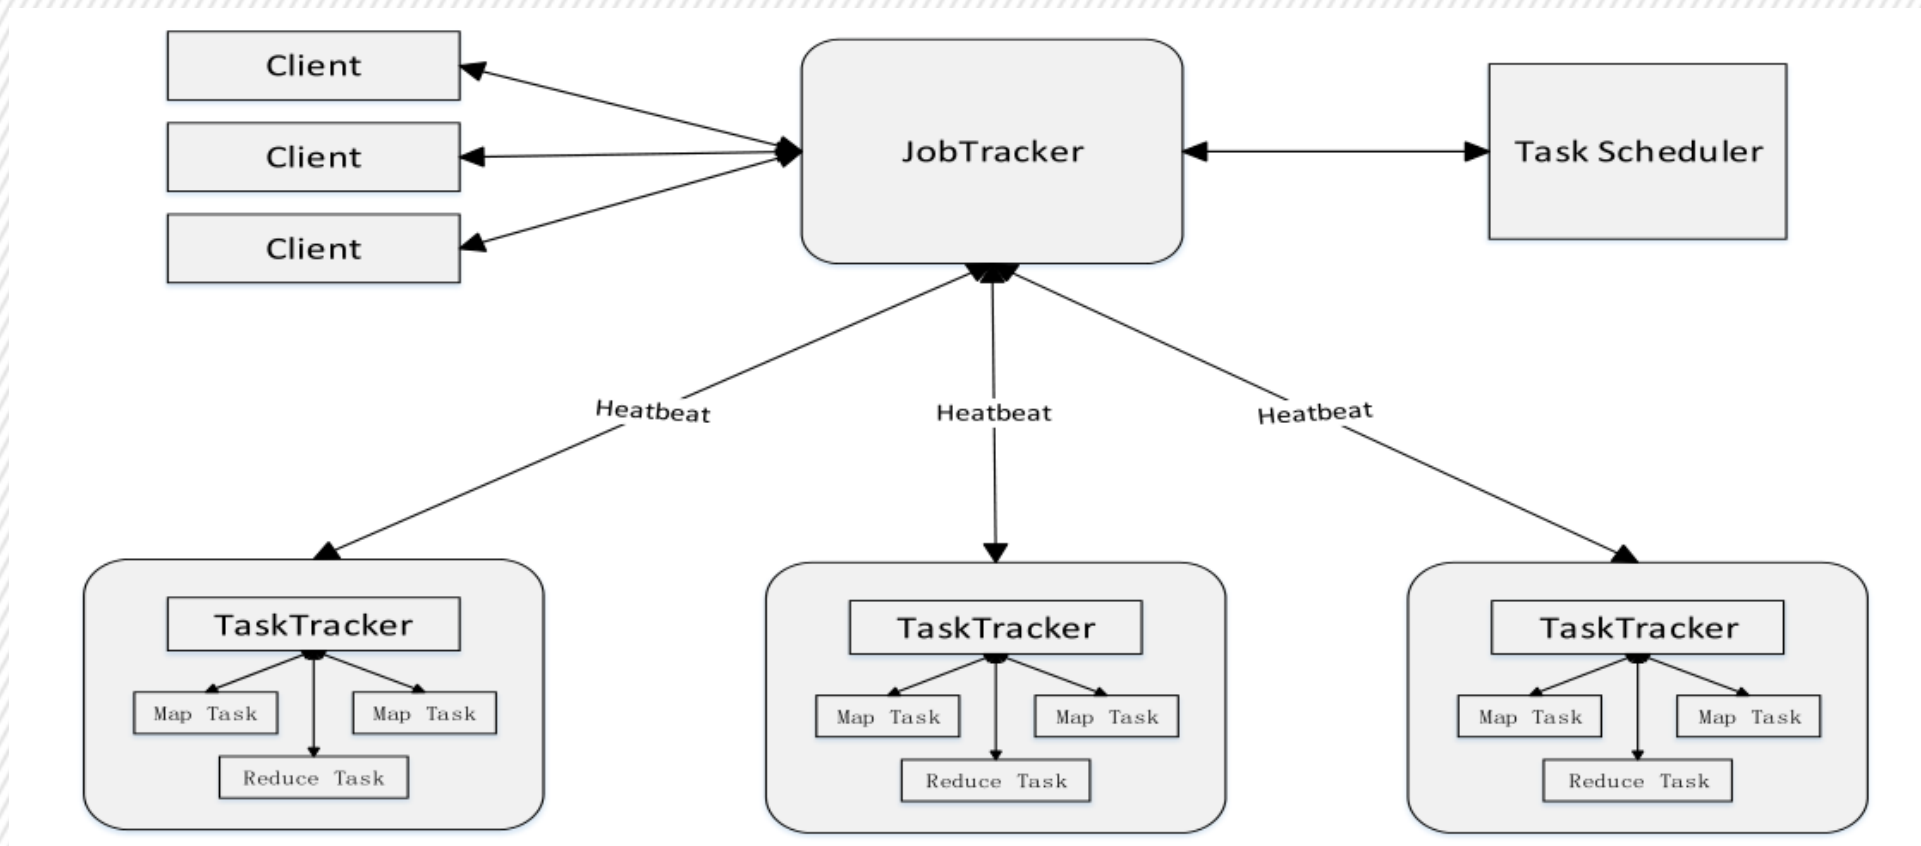 Client
Client
Client
JobTracker
Task Scheduler
Heatbeat
Heatbeat
Heatbeat
TaskTracker
Map Task
Map Task
Reduce Task
TaskTracker
Map Task
Map Task
Reduce Task
TaskTracker
Map Task
Map Task
Reduce Task